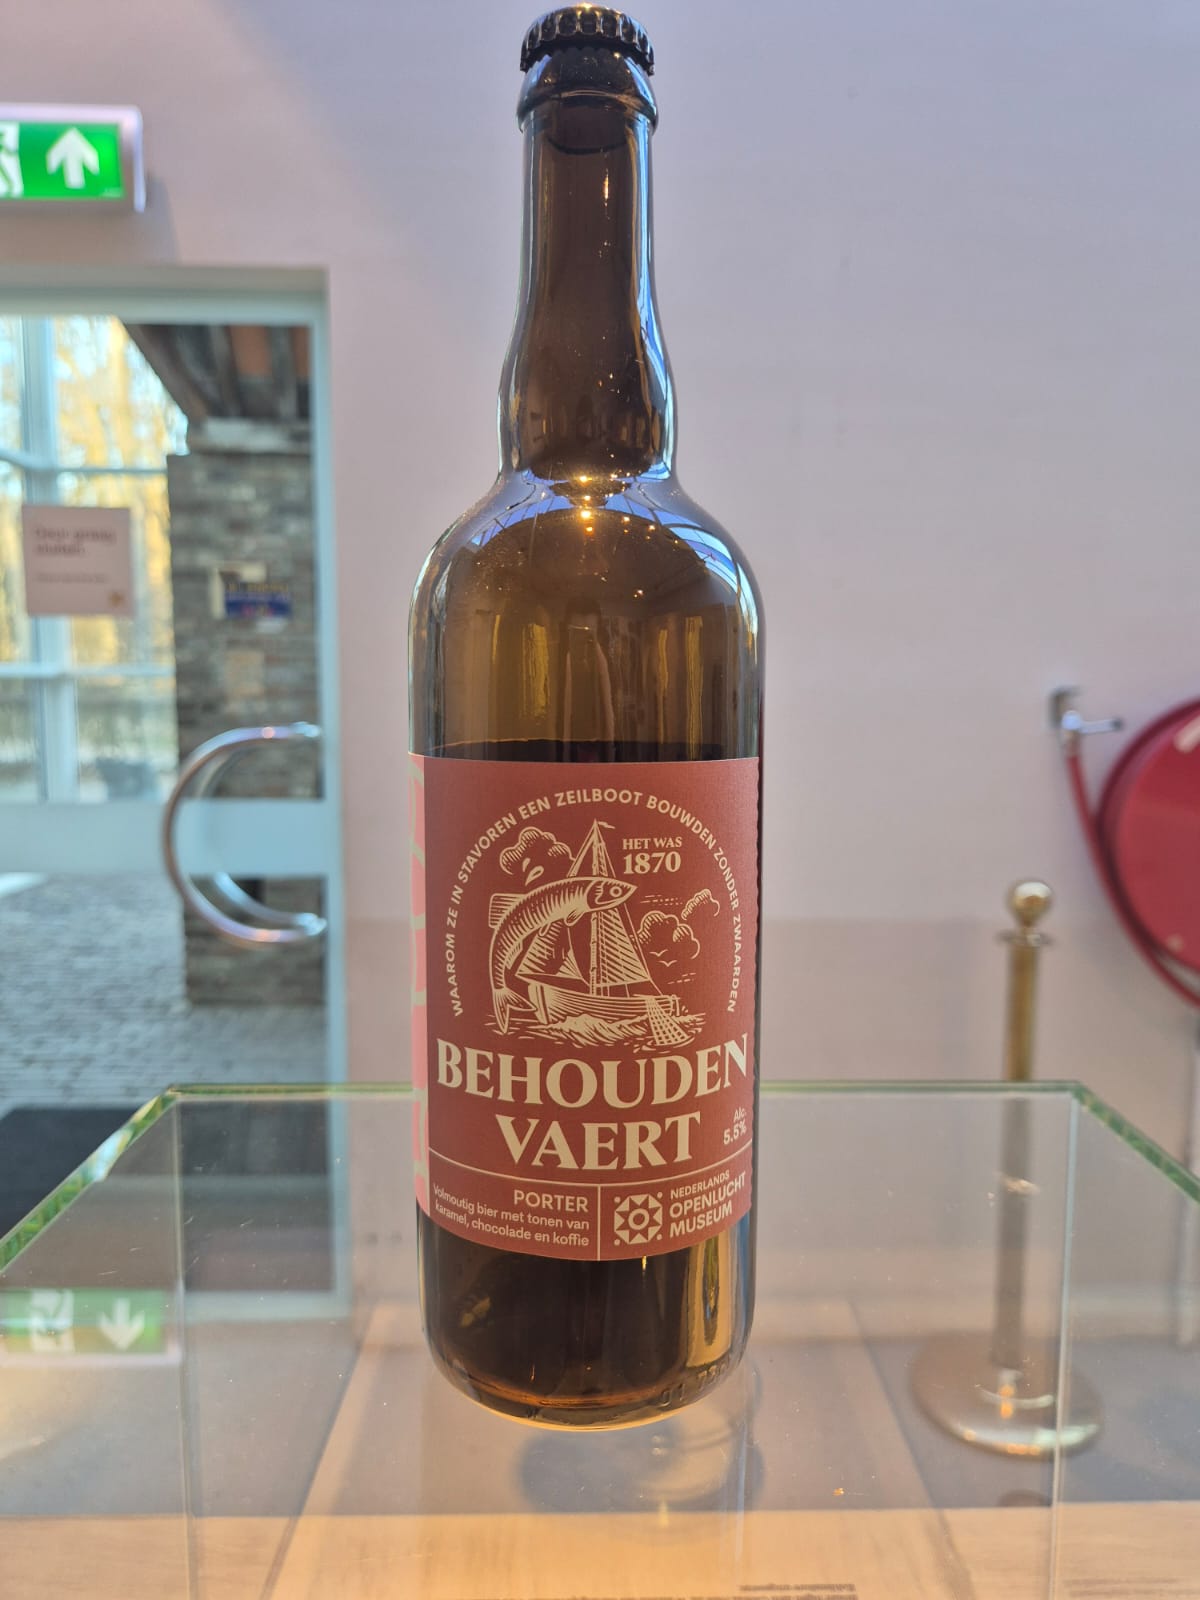 WAAROM ZE IN STAVOREN EEN ZEILBOOT BOUWDEN ZONDER ZWAARDEN
HET WAS
1870
BEHOUDEN
VAERT
Alc.
5.5%
PORTER
Volmoutig bier met tonen van
karamel, chocolade en koffie
NEDERLANDS
OPENLUCHT
MUSEUM